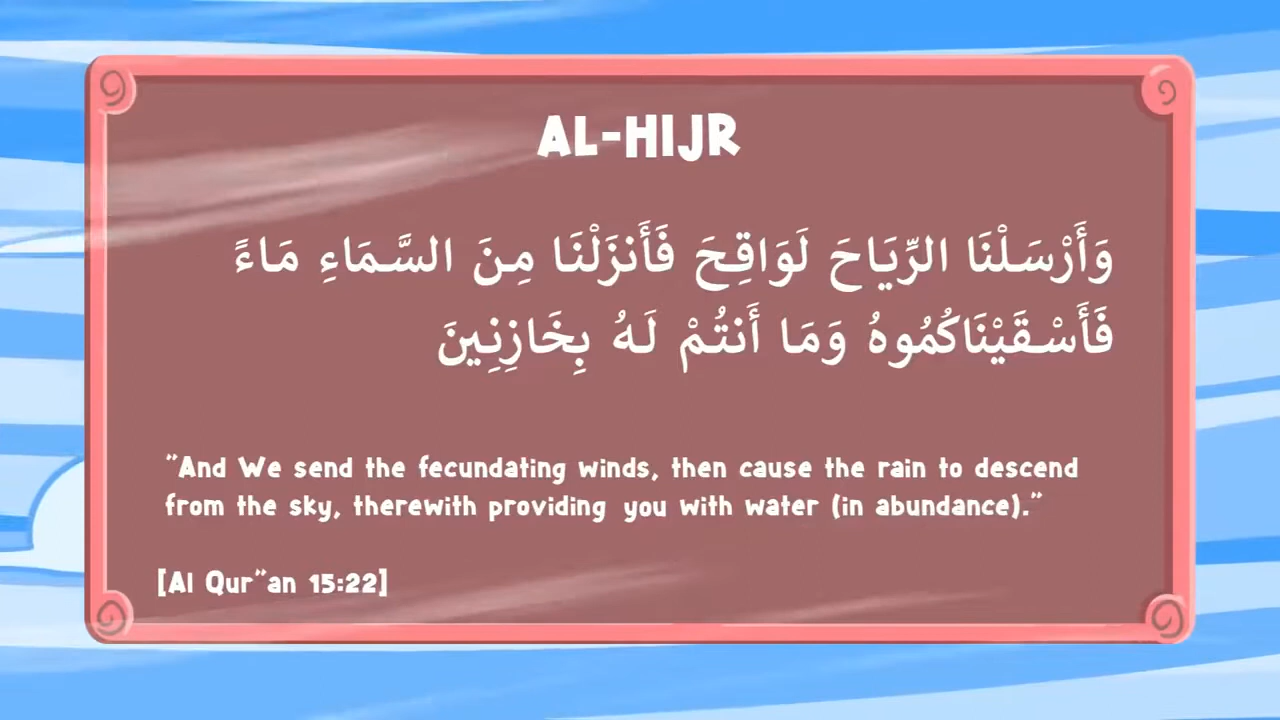 AL-HIJR
وَأَرْسَلْنَا الرِّيَاحَ لَوَاقِحَ فَأَنزَلْنَا مِنَ السَّمَاءِ مَاءً
فَأَسْقَيْنَاكُمُوهُ وَمَا أَنتُمْ لَهُ بِخَازِنِينَ
"And We send the fecundating winds, then cause the rain to descend
from the sky, therewith providing you with water (in abundance)."
[Al Qur"an 15:22]